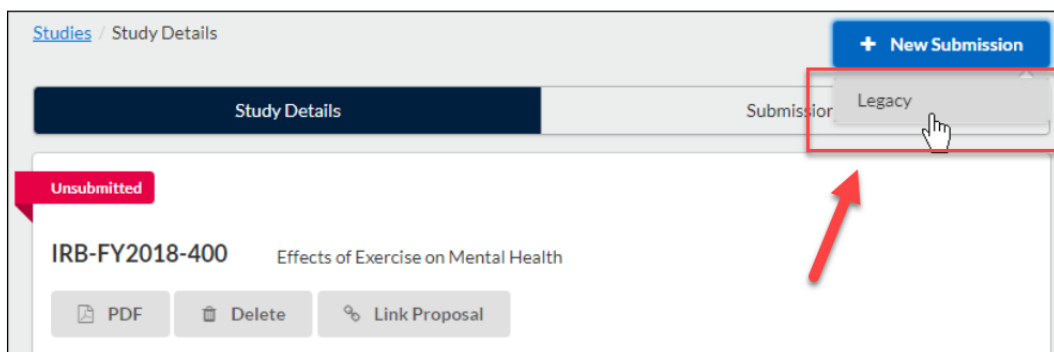 Studies / Study Details
+ New Submission
Legacy
Study Details
Submission
Unsubmitted
IRB-FY2018-400 Effects of Exercise on Mental Health
PDF Delete Link Proposal